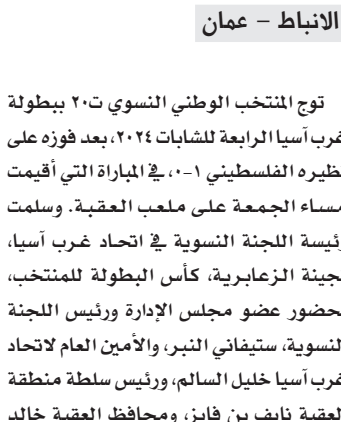 الانباط – عمان
توج المنتخب الوطني النسوي ت٢٠ ببطولة
غرب آسيا الرابعة للشابات ٢٠٢٤، بعد فوزه على
نظيره الفلسطيني ١-٠، في المباراة التي أقيمت
مساء الجمعة على ملعب العقبة. وسلمت
رئيسة اللجنة النسوية في اتحاد غرب آسيا،
لجينة الزعابرية، كأس البطولة للمنتخب،
بحضور عضو مجلس الإدارة ورئيس اللجنة
النسوية، ستيفاني النبر، والأمين العام لاتحاد
غرب آسيا خليل السالم، ورئيس سلطة منطقة
العقبة نايف بن فايز، ومحافظ العقبة خالد